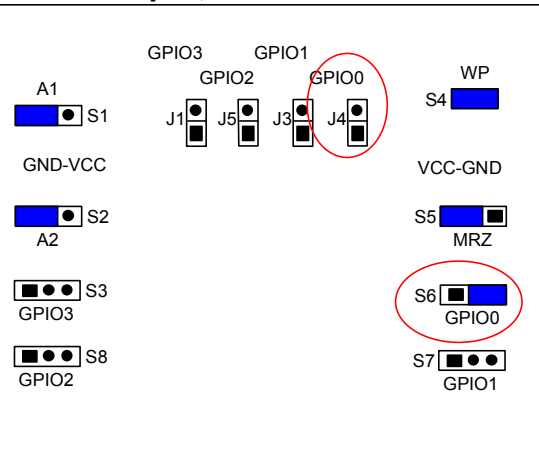 GPIO3
GPIO1
GPIO2
GPIO0
A1
WP
S1
J1
J5
J3
J4
S4
GND-VCC
VCC-GND
S2
A2
S5
MRZ
S3
GPIO3
S6
GPIO0
S8
GPIO2
S7
GPIO1